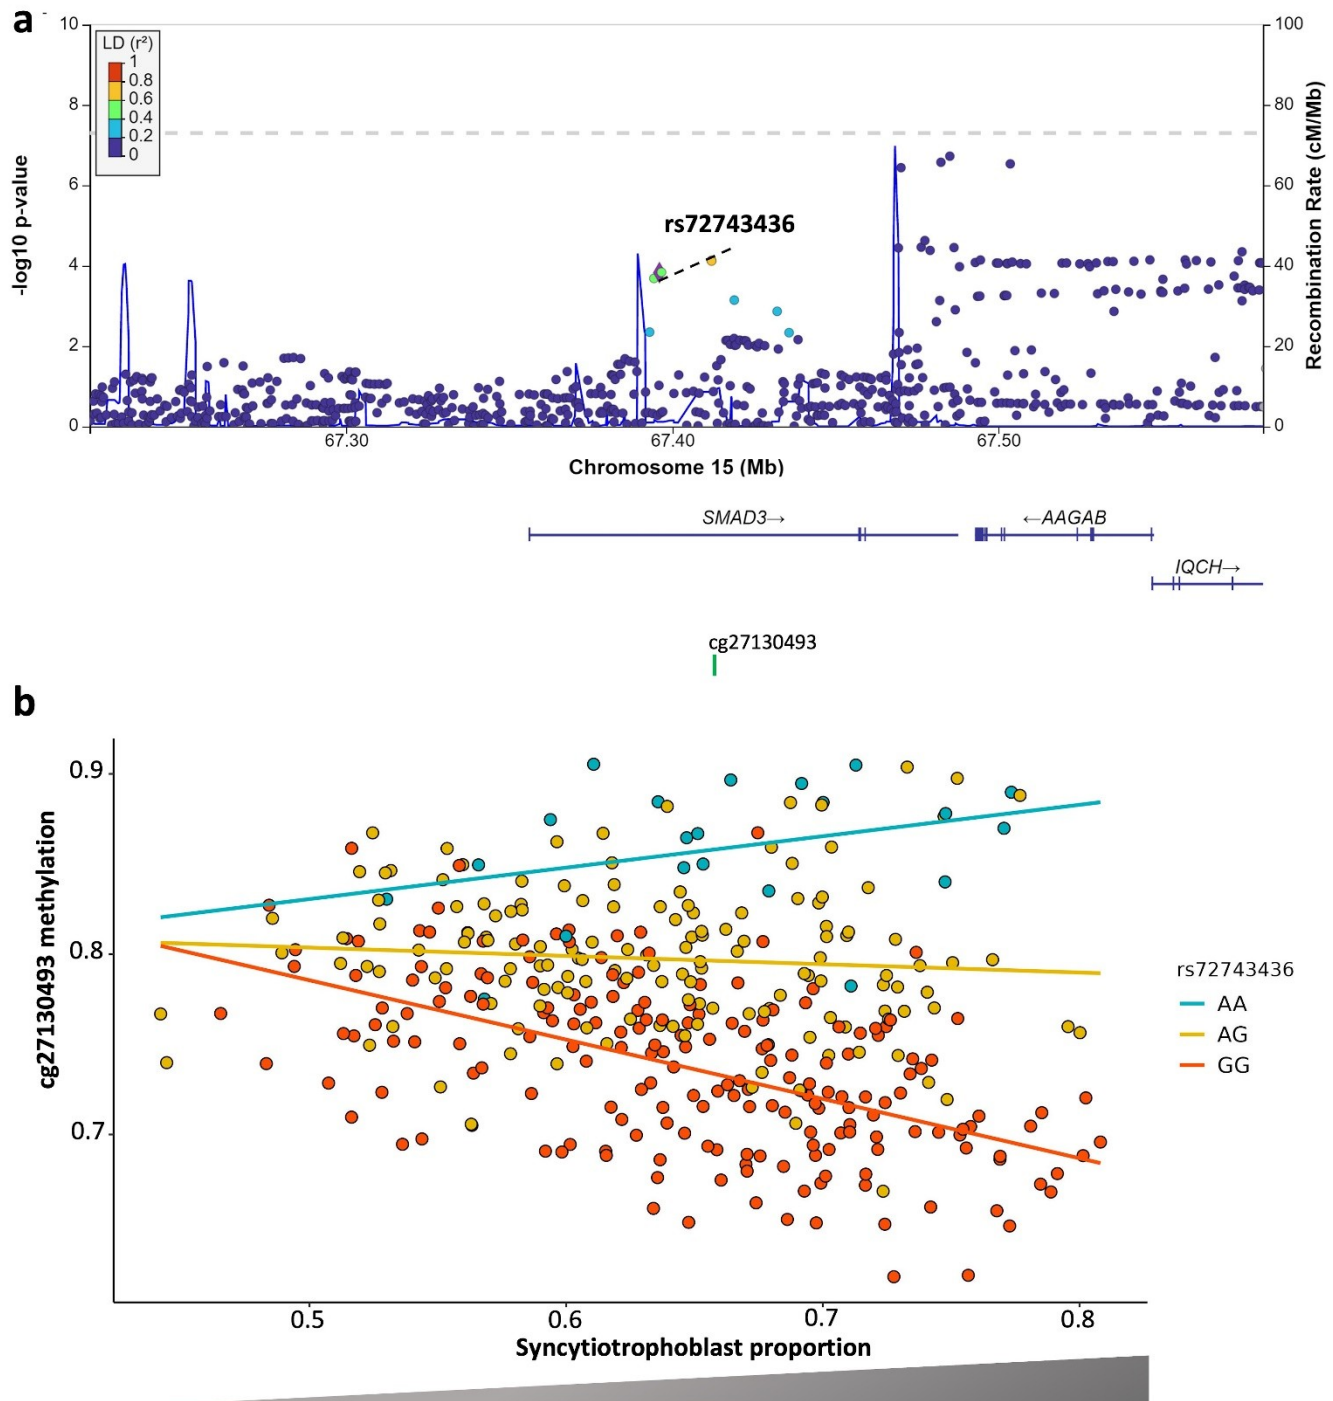 a
10
8
6
4
2
0
-log10 p-value
LD (r²)
1
0.8
0.6
0.4
0.2
0
rs72743436
100
80
60
40
20
0
Recombination Rate (cM/Mb)
67.30
67.40
67.50
Chromosome 15 (Mb)
SMAD3→
←AAGAB
IQCH→
cg27130493
b
0.9
0.8
0.7
cg27130493 methylation
rs72743436
AA
AG
GG
0.5
0.6
0.7
0.8
Syncytiotrophoblast proportion